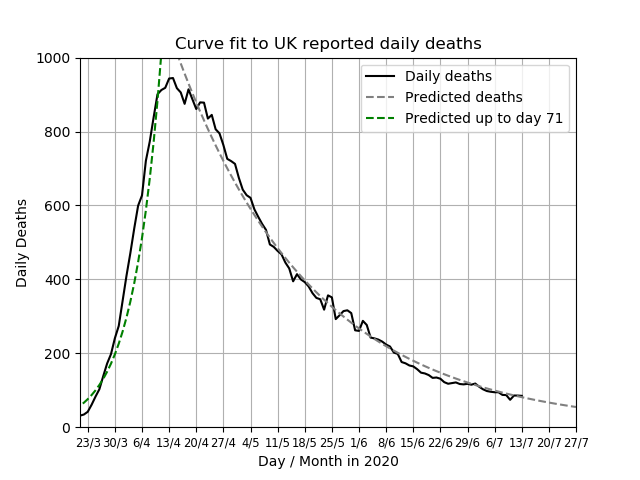 Curve fit to UK reported daily deaths
1000
800
600
400
200
0
Daily Deaths
Daily deaths
Predicted deaths
Predicted up to day 71
23/3 30/3 6/4 13/4 20/4 27/4 4/5 11/5 18/5 25/5 1/6 8/6 15/6 22/6 29/6 6/7 13/7 20/7 27/7
Day / Month in 2020